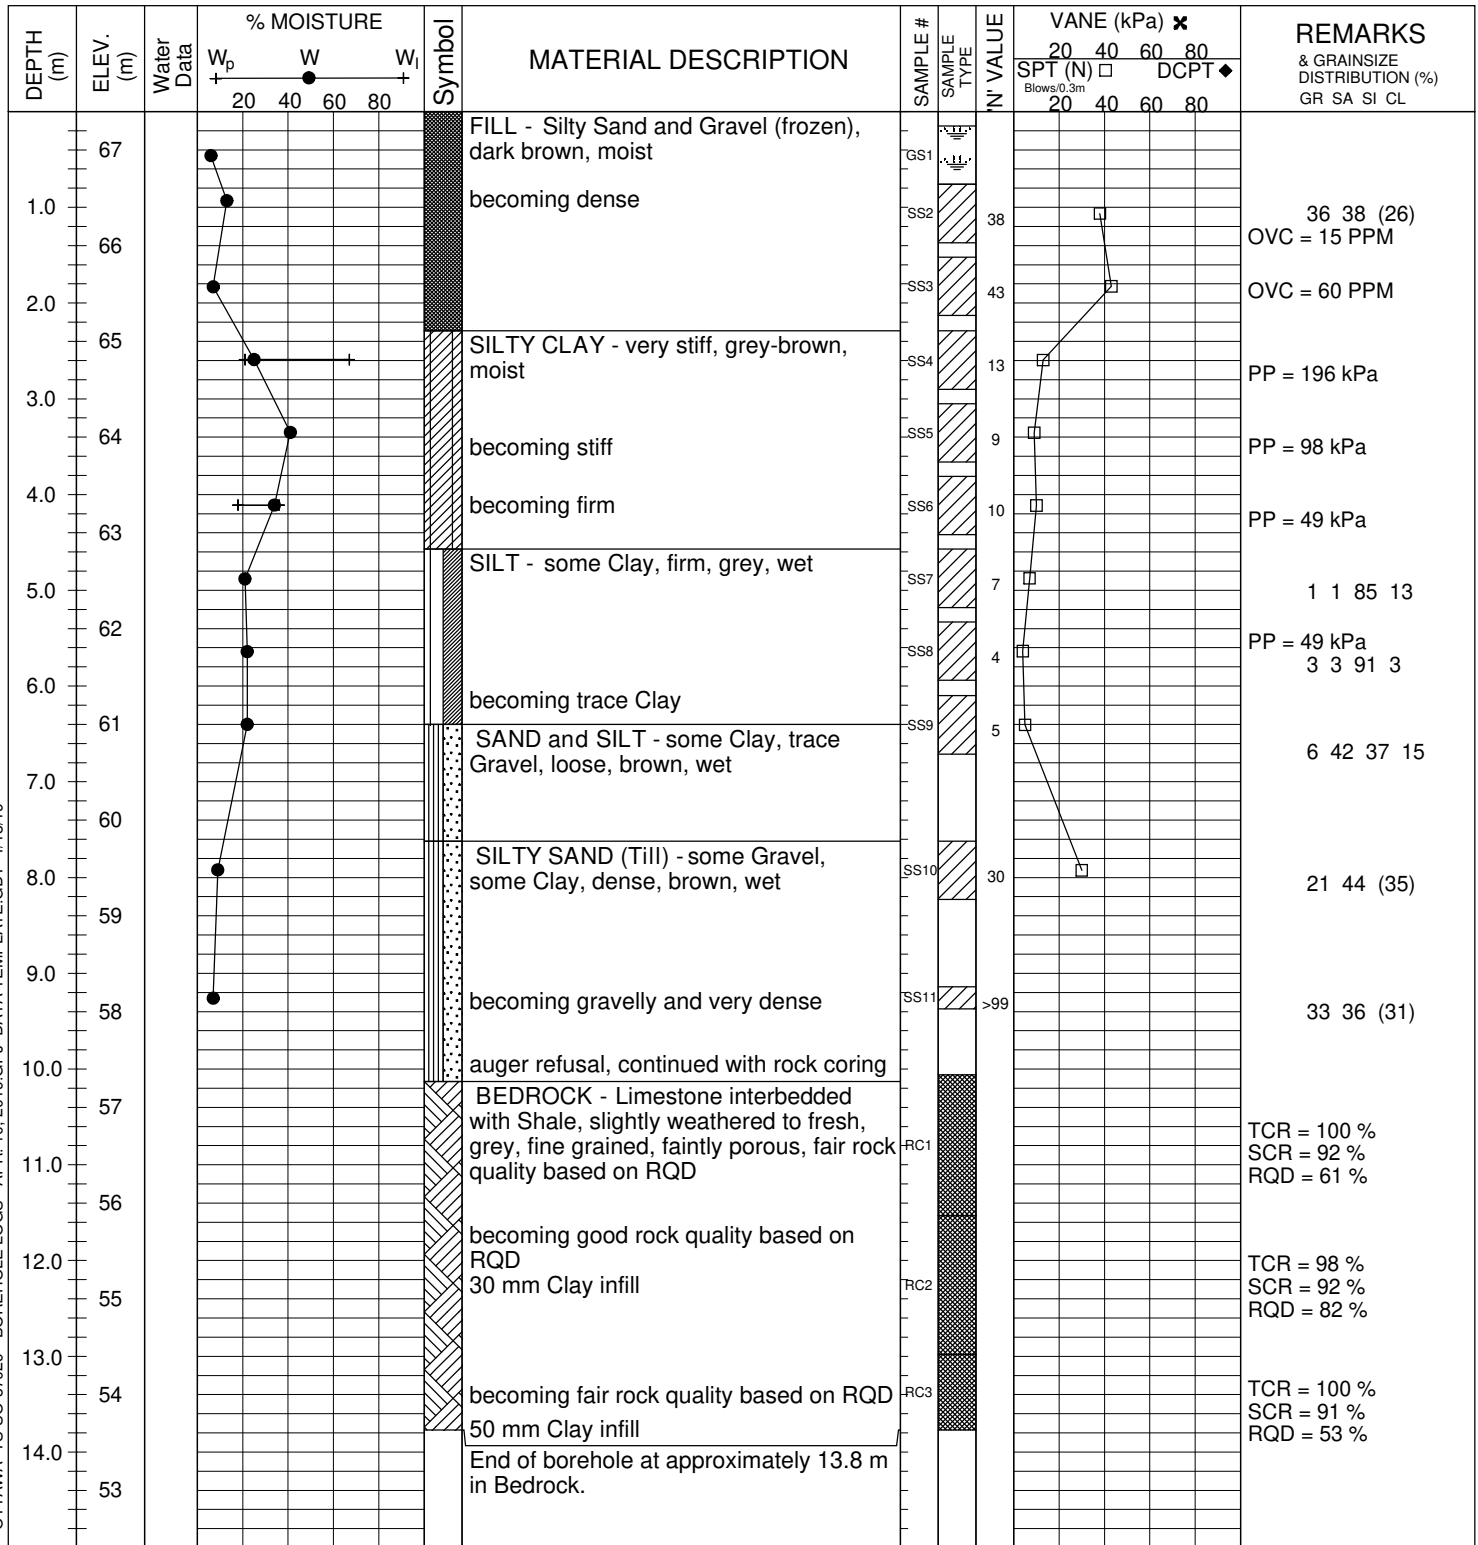 DEPTH (m)
ELEV. (m)
Water Data
% MOISTURE
Wp W Wl
20 40 60 80
Symbol
MATERIAL DESCRIPTION
SAMPLE #
SAMPLE TYPE
'N' VALUE
VANE (kPa)
20 40 60 80
SPT (N) DCPT
Blows/0.3m
20 40 60 80
REMARKS
& GRAINSIZE
DISTRIBUTION (%)
GR SA SI CL
FILL - Silty Sand and Gravel (frozen),
dark brown, moist
67
GS1
becoming dense
1.0
SS2
38
36 38 (26)
OVC = 15 PPM
66
SS3
43
OVC = 60 PPM
2.0
65
SILTY CLAY - very stiff, grey-brown,
moist
SS4
13
PP = 196 kPa
3.0
64
SS5
9
becoming stiff
PP = 98 kPa
4.0
becoming firm
SS6
10
PP = 49 kPa
63
SILT - some Clay, firm, grey, wet
SS7
7
5.0
1 1 85 13
62
PP = 49 kPa
SS8
4
3 3 91 3
6.0
becoming trace Clay
61
SS9
5
SAND and SILT - some Clay, trace
Gravel, loose, brown, wet
6 42 37 15
7.0
60
SILTY SAND (Till) - some Gravel,
some Clay, dense, brown, wet
8.0
SS10
30
21 44 (35)
59
9.0
becoming gravelly and very dense
SS11
>99
58
33 36 (31)
auger refusal, continued with rock coring
10.0
BEDROCK - Limestone interbedded
with Shale, slightly weathered to fresh,
grey, fine grained, faintly porous, fair rock
quality based on RQD
57
RC1
TCR = 100 %
SCR = 92 %
RQD = 61 %
11.0
56
becoming good rock quality based on
RQD
30 mm Clay infill
12.0
RC2
TCR = 98 %
SCR = 92 %
RQD = 82 %
55
13.0
54
becoming fair rock quality based on RQD
RC3
TCR = 100 %
SCR = 91 %
RQD = 53 %
50 mm Clay infill
14.0
End of borehole at approximately 13.8 m
in Bedrock.
53